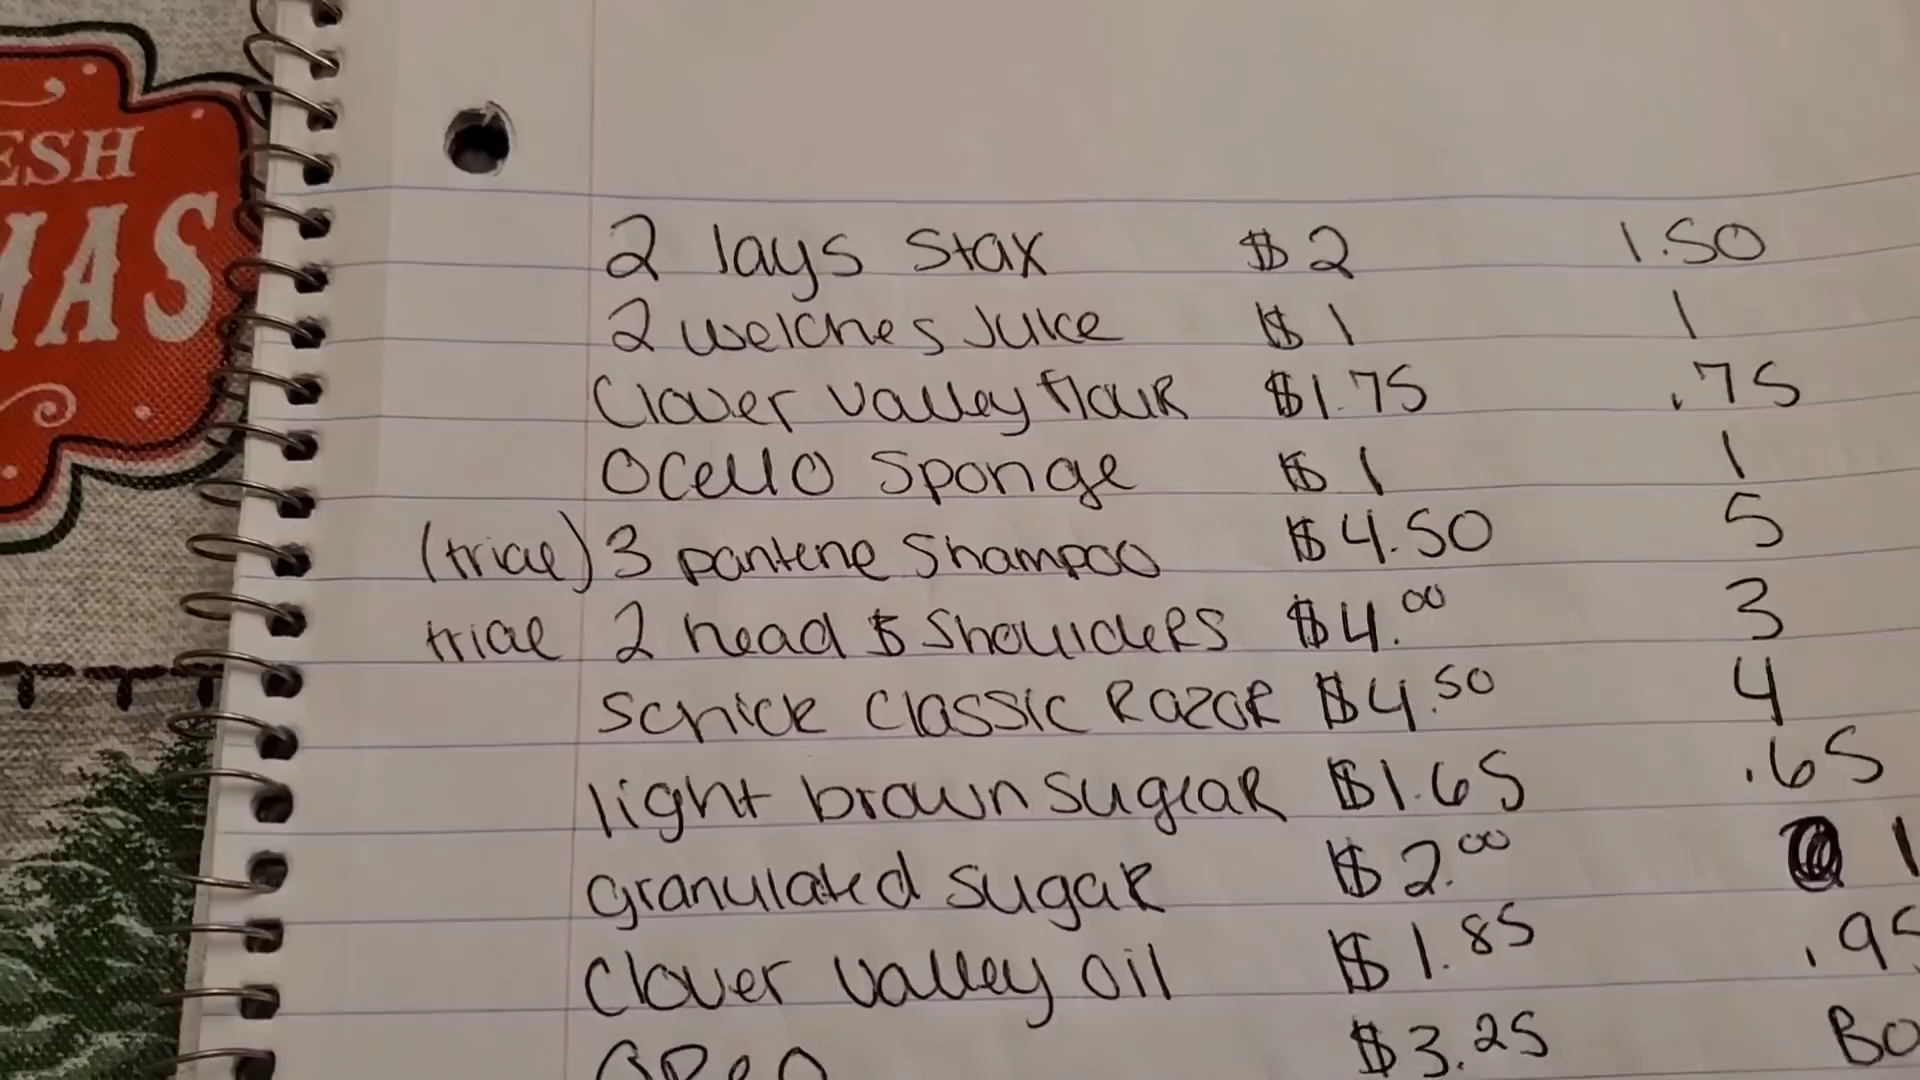 ESH
MAS
2 lays Stax $2 1.50
2 welches Juice $1 1
Clover Valley flour $1.75 .75
Ocello Sponge $1 1
(trial) 3 pantene Shampoo $4.50 5
trial 2 head & Shoulders $4.00 3
Schick Classic Razor $4.50 4
light brown sugar $1.65 .65
granulated sugar $2.00 1
Clover Valley oil $1.85 .95
$3.25 BO